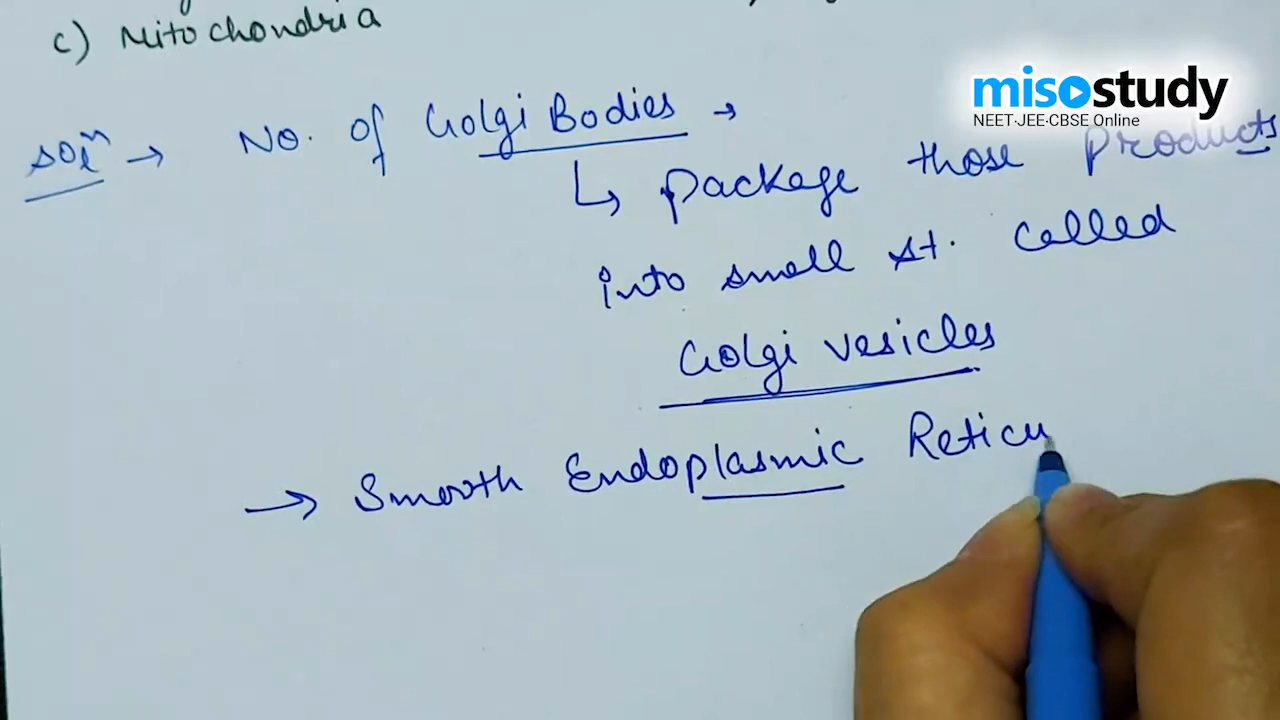 c) Mitochondria
misostudy
NEET-JEE-CBSE Online
Solⁿ → No. of Golgi Bodies →
↳ package those products
into small st. called
Golgi vesicles
→ Smooth Endoplasmic Reticu